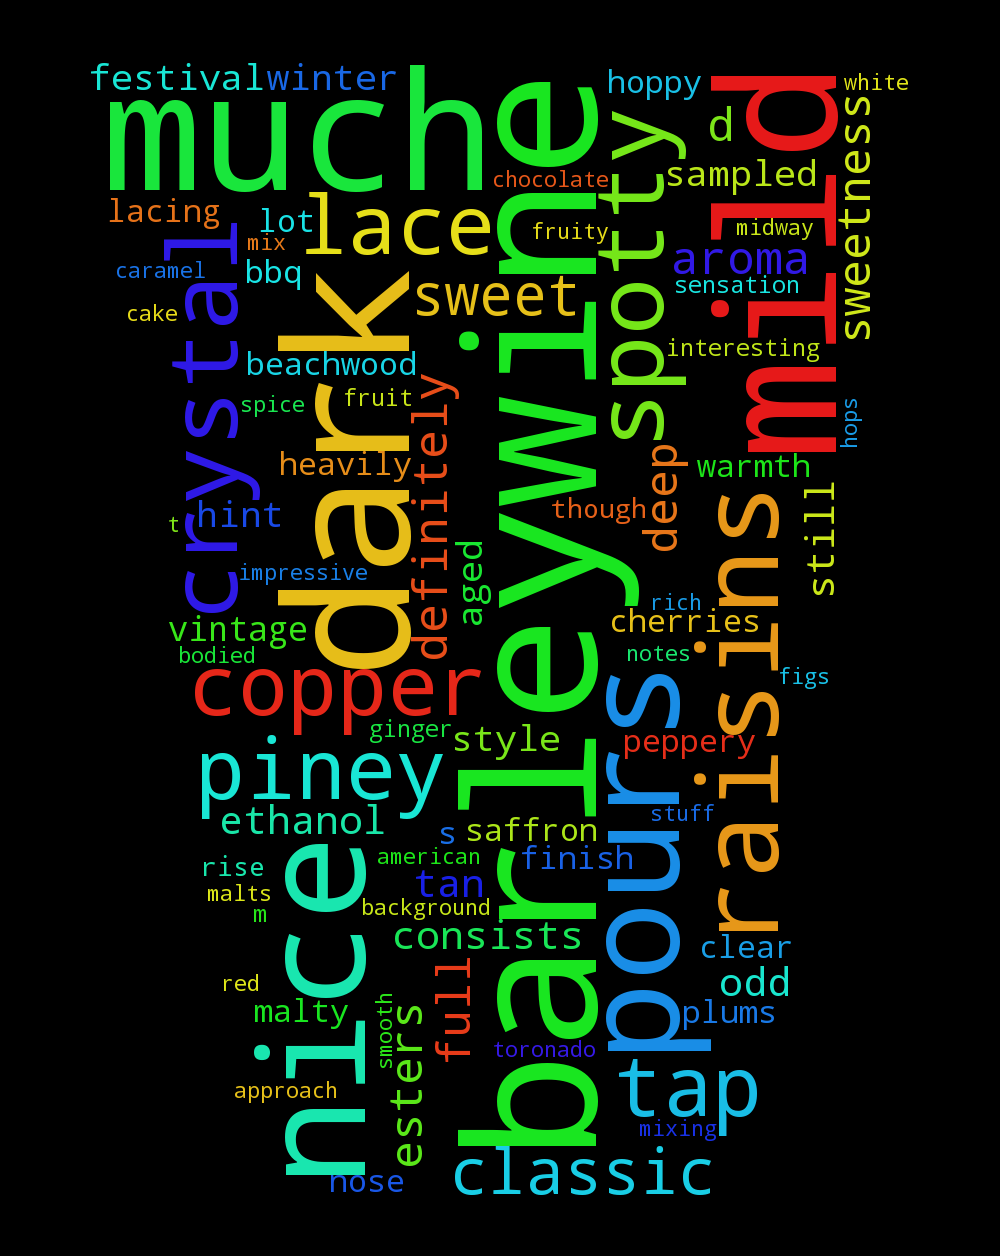 festival
winter
muche
barleywine
hoppy
mild
white
d
spotty
sweetness
chocolate
sampled
lacing
lace
lot
fruity
midway
mix
crystal
aroma
caramel
bbq
dark
sweet
sensation
cake
interesting
beachwood
definitely
spice
fruit
hops
heavily
deep
warmth
still
raisins
hint
though
t
aged
impressive
rich
cherries
vintage
bodied
notes
copper
figs
pours
ginger
style
peppery
piney
ethanol
stuff
s
saffron
nice
american
finish
rise
tan
malts
background
m
consists
clear
full
red
odd
malty
smooth
plums
esters
toronado
tap
approach
mixing
classic
nose